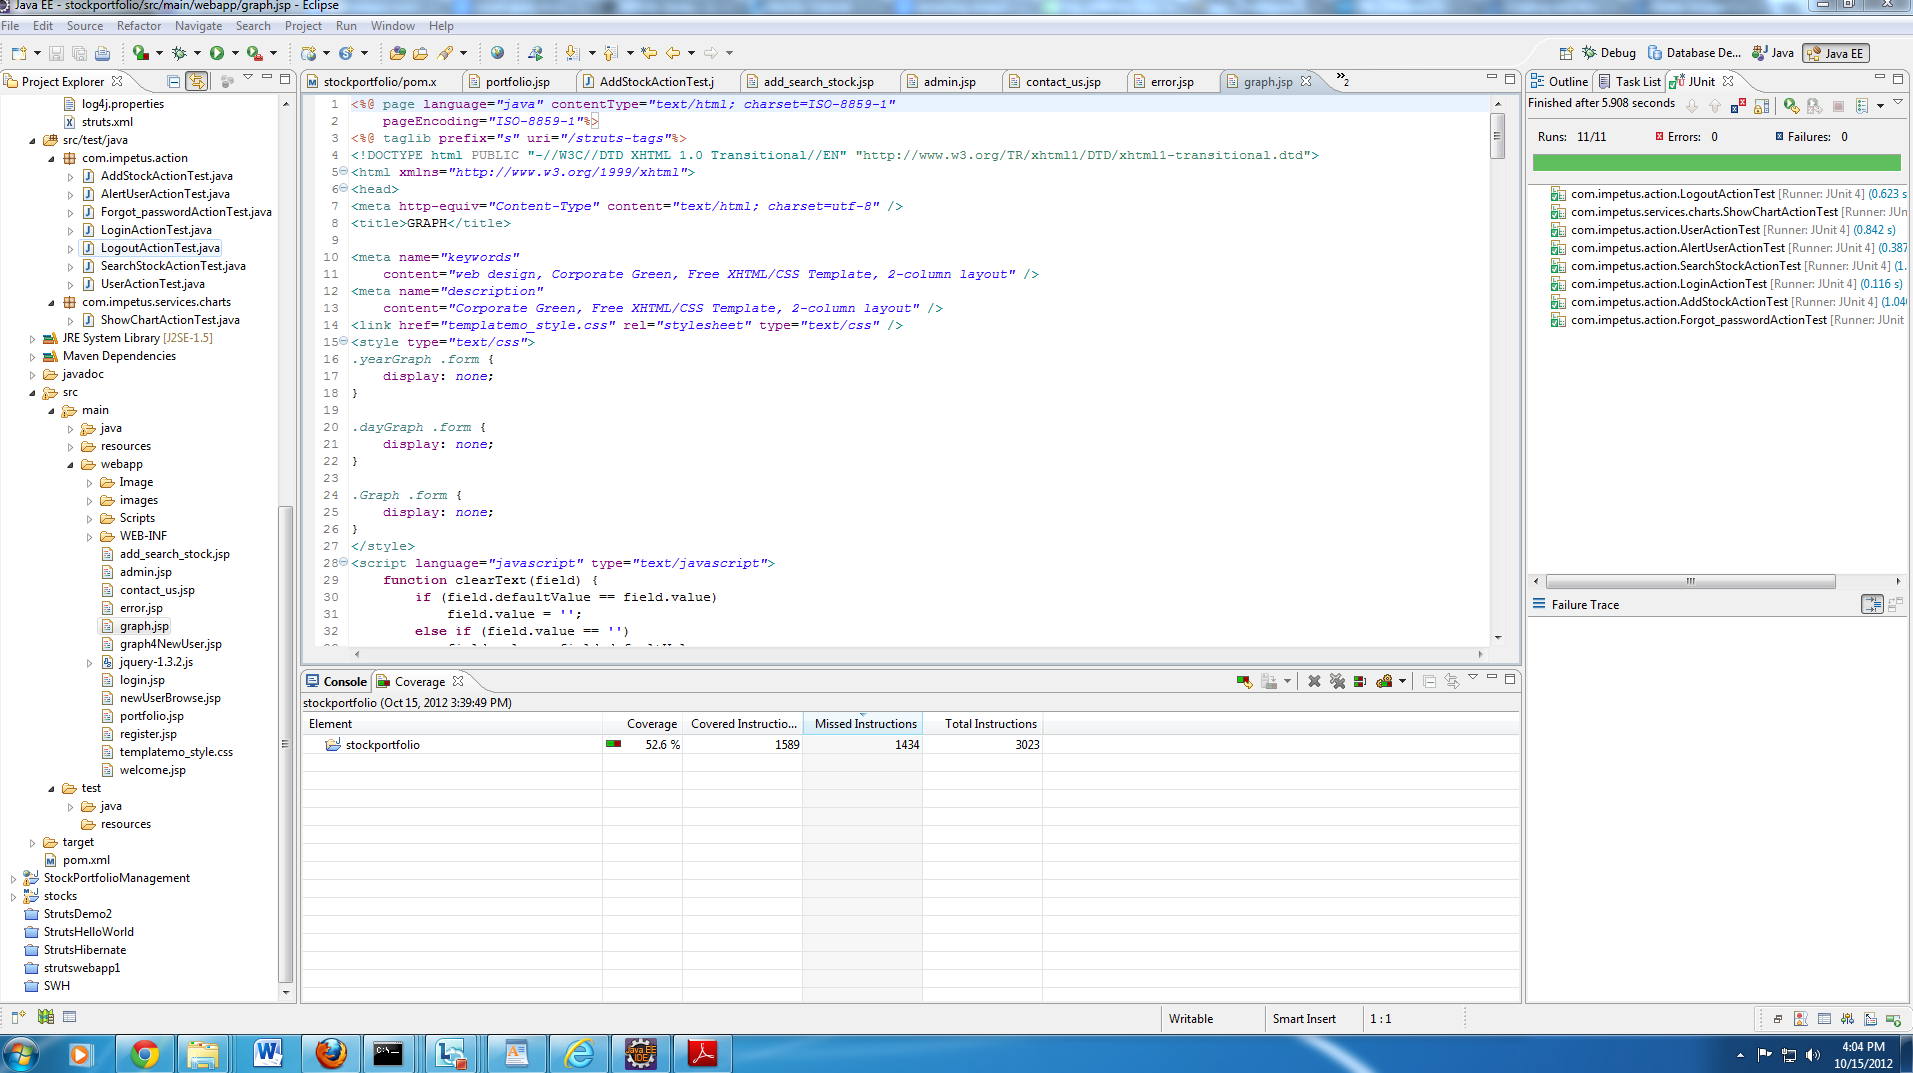 Java EE - stockportfolio/src/main/webapp/graph.jsp - Eclipse
File Edit Source Refactor Navigate Search Project Run Window Help
Debug Database De... Java Java EE
Project Explorer
log4j.properties
struts.xml
src/test/java
com.impetus.action
AddStockActionTest.java
AlertUserActionTest.java
Forgot_passwordActionTest.java
LoginActionTest.java
LogoutActionTest.java
SearchStockActionTest.java
UserActionTest.java
com.impetus.services.charts
ShowChartActionTest.java
JRE System Library [J2SE-1.5]
Maven Dependencies
javadoc
src
main
java
resources
webapp
Image
images
Scripts
WEB-INF
add_search_stock.jsp
admin.jsp
contact_us.jsp
error.jsp
graph.jsp
graph4NewUser.jsp
jquery-1.3.2.js
login.jsp
newUserBrowse.jsp
portfolio.jsp
register.jsp
templatemo_style.css
welcome.jsp
test
java
resources
target
pom.xml
StockPortfolioManagement
stocks
StrutsDemo2
StrutsHelloWorld
StrutsHibernate
strutswebapp1
SWH
stockportfolio/pom.x portfolio.jsp AddStockActionTest.j add_search_stock.jsp admin.jsp contact_us.jsp error.jsp graph.jsp »2
1 <%@ page language="java" contentType="text/html; charset=ISO-8859-1"
2 pageEncoding="ISO-8859-1"%>
3 <%@ taglib prefix="s" uri="/struts-tags"%>
4 <!DOCTYPE html PUBLIC "-//W3C//DTD XHTML 1.0 Transitional//EN" "http://www.w3.org/TR/xhtml1/DTD/xhtml1-transitional.dtd">
5 <html xmlns="http://www.w3.org/1999/xhtml">
6 <head>
7 <meta http-equiv="Content-Type" content="text/html; charset=utf-8" />
8 <title>GRAPH</title>
9
10 <meta name="keywords"
11 content="web design, Corporate Green, Free XHTML/CSS Template, 2-column layout" />
12 <meta name="description"
13 content="Corporate Green, Free XHTML/CSS Template, 2-column layout" />
14 <link href="templatemo_style.css" rel="stylesheet" type="text/css" />
15 <style type="text/css">
16 .yearGraph .form {
17 display: none;
18 }
19
20 .dayGraph .form {
21 display: none;
22 }
23
24 .Graph .form {
25 display: none;
26 }
27 </style>
28 <script language="javascript" type="text/javascript">
29 function clearText(field) {
30 if (field.defaultValue == field.value)
31 field.value = '';
32 else if (field.value == '')
Console Coverage
stockportfolio (Oct 15, 2012 3:39:49 PM)
Element Coverage Covered Instructio... Missed Instructions Total Instructions
stockportfolio 52.6 % 1589 1434 3023
Outline Task List JUnit
Finished after 5.908 seconds
Runs: 11/11 Errors: 0 Failures: 0
com.impetus.action.LogoutActionTest [Runner: JUnit 4] (0.623 s
com.impetus.services.charts.ShowChartActionTest [Runner: JUn
com.impetus.action.UserActionTest [Runner: JUnit 4] (0.842 s)
com.impetus.action.AlertUserActionTest [Runner: JUnit 4] (0.387
com.impetus.action.SearchStockActionTest [Runner: JUnit 4] (1.
com.impetus.action.LoginActionTest [Runner: JUnit 4] (0.116 s)
com.impetus.action.AddStockActionTest [Runner: JUnit 4] (1.04
com.impetus.action.Forgot_passwordActionTest [Runner: JUnit
Failure Trace
Writable Smart Insert 1 : 1
Java EE
IDE
4:04 PM
10/15/2012